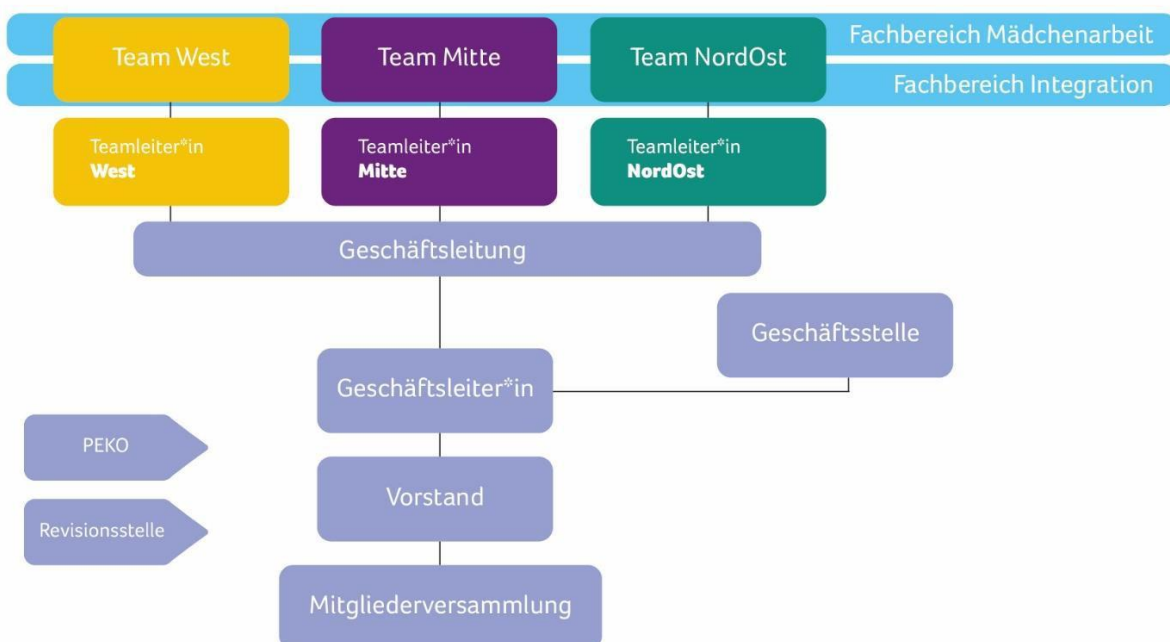 Fachbereich Mädchenarbeit
Team West
Team Mitte
Team NordOst
Fachbereich Integration
Teamleiter*in
West
Teamleiter*in
Mitte
Teamleiter*in
NordOst
Geschäftsleitung
Geschäftsstelle
Geschäftsleiter*in
PEKO
Vorstand
Revisionsstelle
Mitgliederversammlung